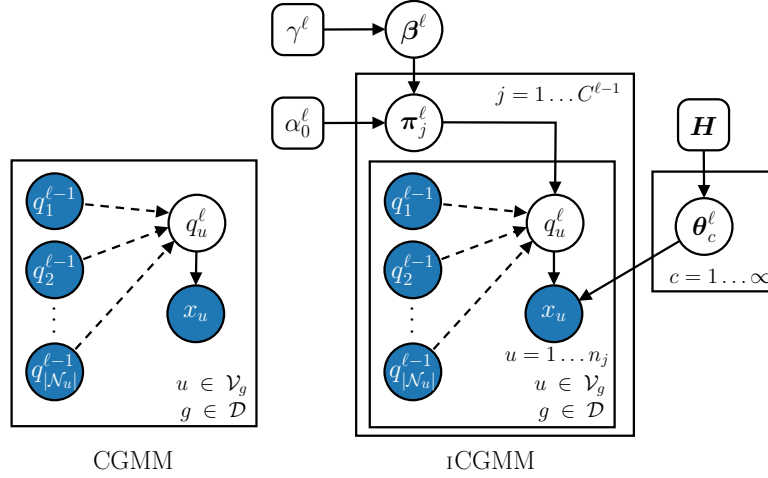 γ^ℓ
β^ℓ
j = 1 … C^{ℓ−1}
α_0^ℓ
π_j^ℓ
H
q_1^{ℓ−1}
q_2^{ℓ−1}
⋮
q_{|𝒩_u|}^{ℓ−1}
q_u^ℓ
x_u
u ∈ 𝒱_g
g ∈ 𝒟
CGMM
q_1^{ℓ−1}
q_2^{ℓ−1}
⋮
q_{|𝒩_u|}^{ℓ−1}
q_u^ℓ
x_u
u = 1 … n_j
u ∈ 𝒱_g
g ∈ 𝒟
ɪCGMM
θ_c^ℓ
c = 1 … ∞